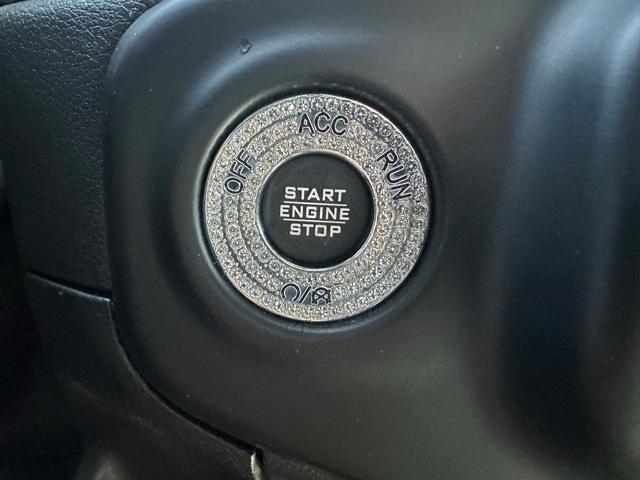 OFF
ACC
RUN
START
ENGINE
STOP